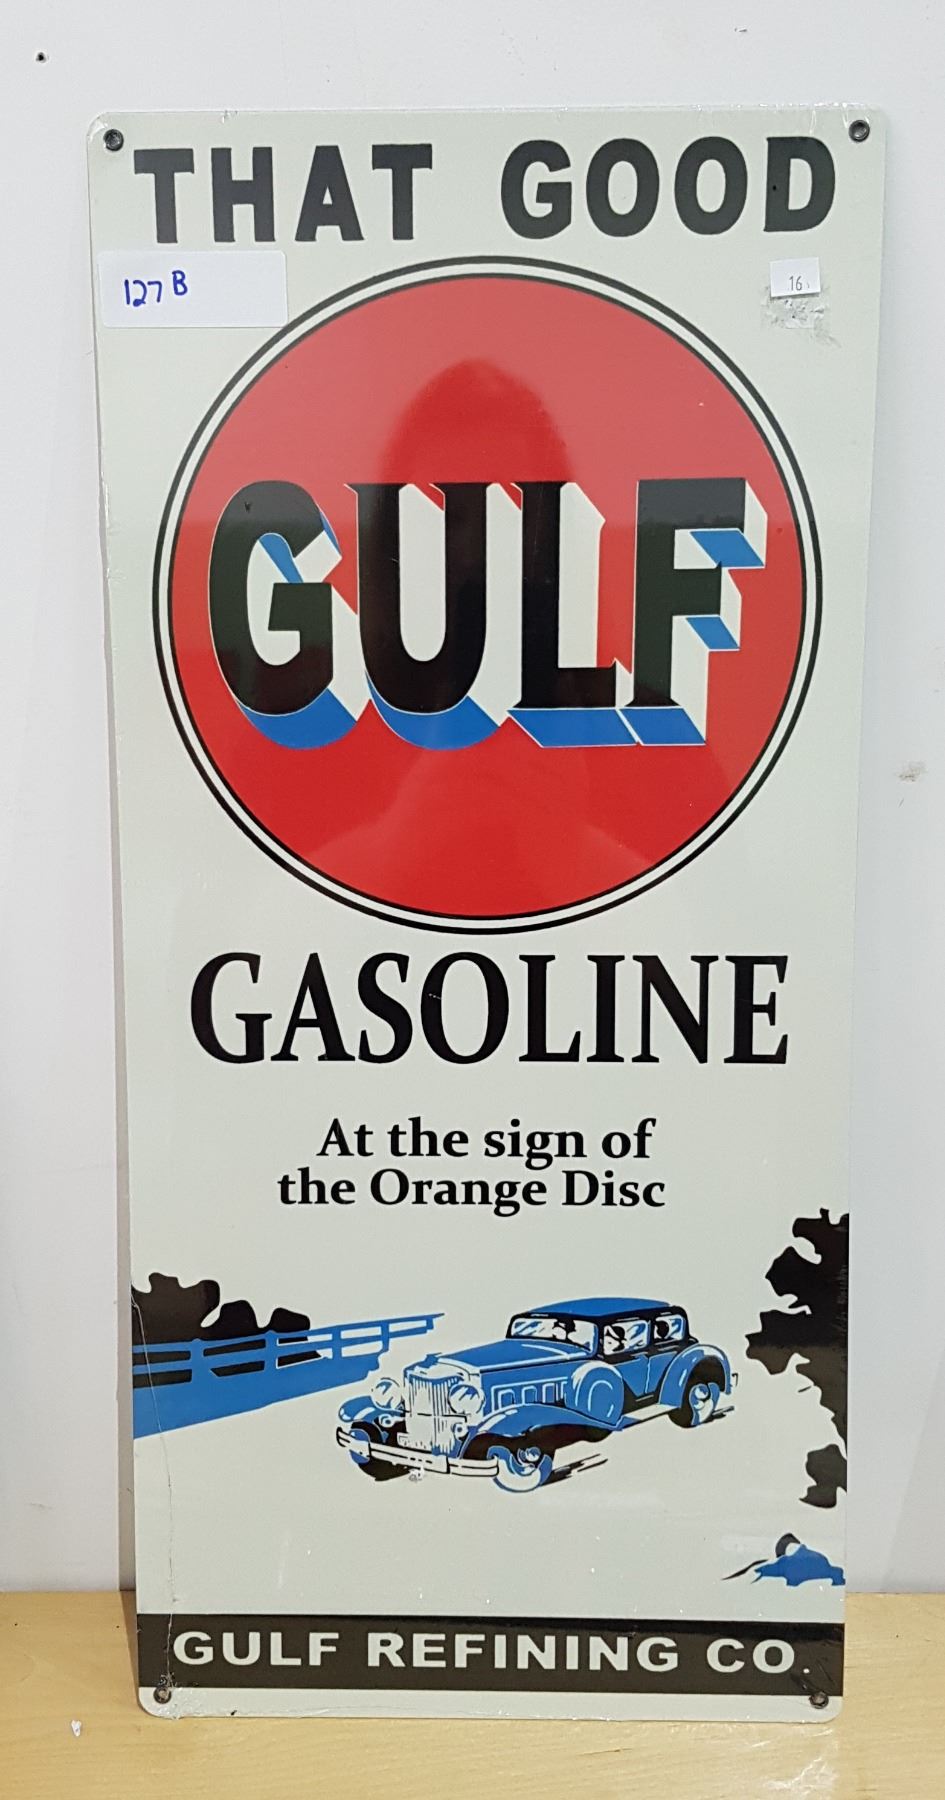 THAT GOOD
127 B
16
GULF
GASOLINE
At the sign of
the Orange Disc
GULF REFINING CO.